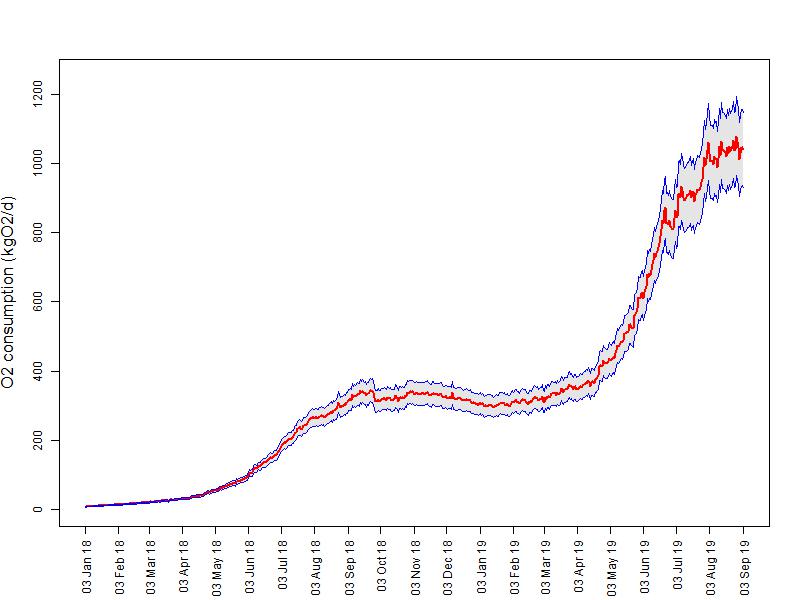 O2 consumption (kgO2/d)
1200
1000
800
600
400
200
0
03 Jan 18
03 Feb 18
03 Mar 18
03 Apr 18
03 May 18
03 Jun 18
03 Jul 18
03 Aug 18
03 Sep 18
03 Oct 18
03 Nov 18
03 Dec 18
03 Jan 19
03 Feb 19
03 Mar 19
03 Apr 19
03 May 19
03 Jun 19
03 Jul 19
03 Aug 19
03 Sep 19